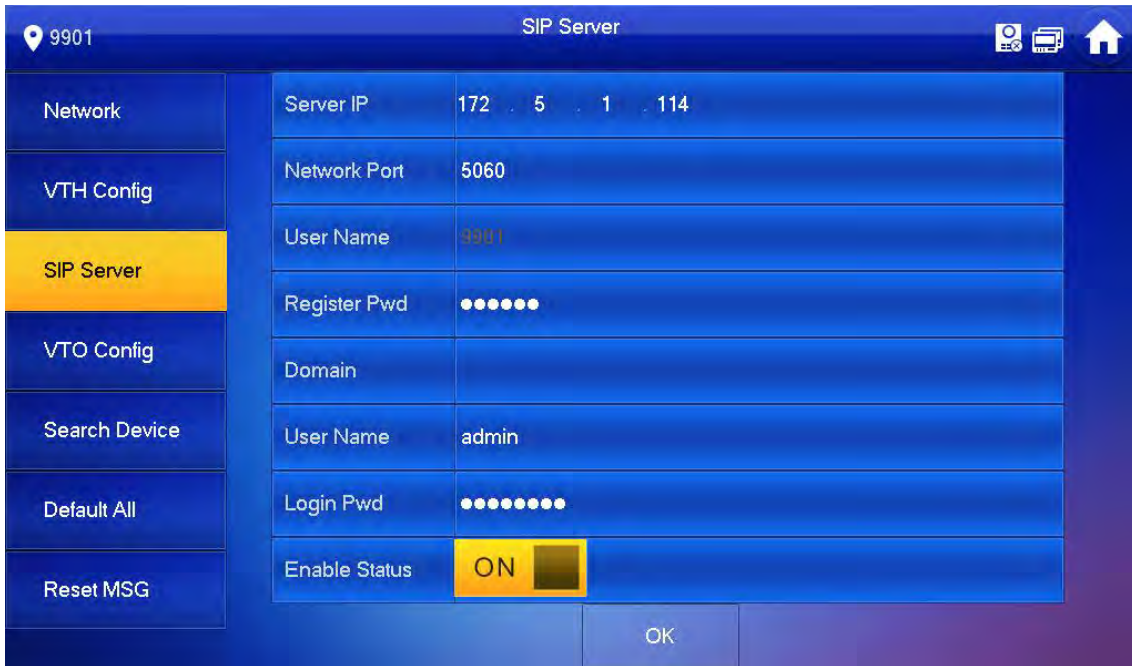 9901 SIP Server
Network
VTH Config
SIP Server
VTO Config
Search Device
Default All
Reset MSG
Server IP 172 . 5 . 1 . 114
Network Port 5060
User Name 9901
Register Pwd ●●●●●●
Domain
User Name admin
Login Pwd ●●●●●●●●
Enable Status ON
OK